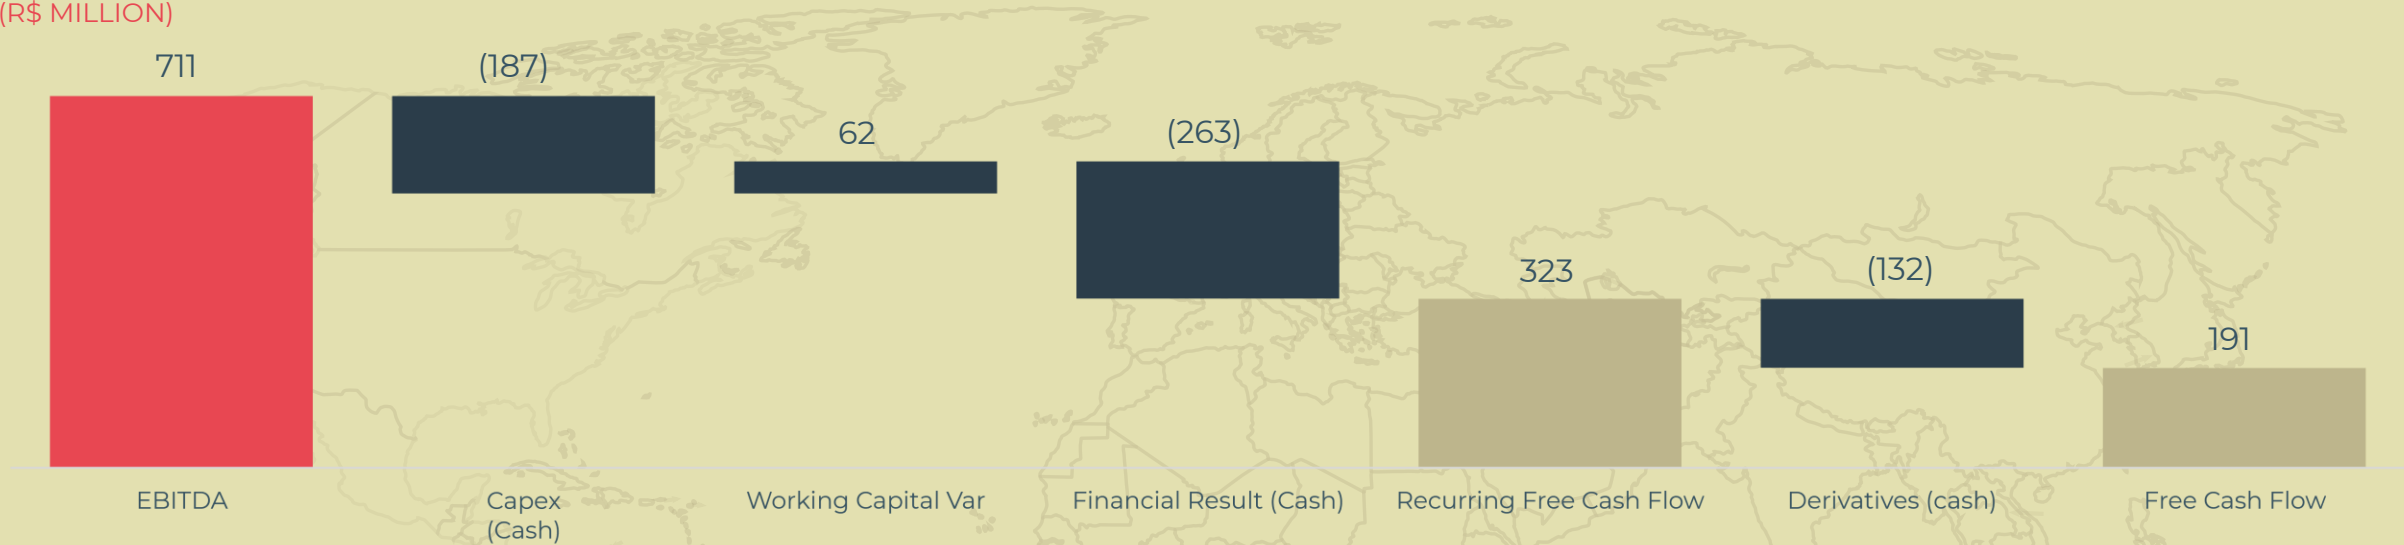 (R$ MILLION)
711
(187)
62
(263)
323
(132)
191
EBITDA
Capex
(Cash)
Working Capital Var
Financial Result (Cash)
Recurring Free Cash Flow
Derivatives (cash)
Free Cash Flow